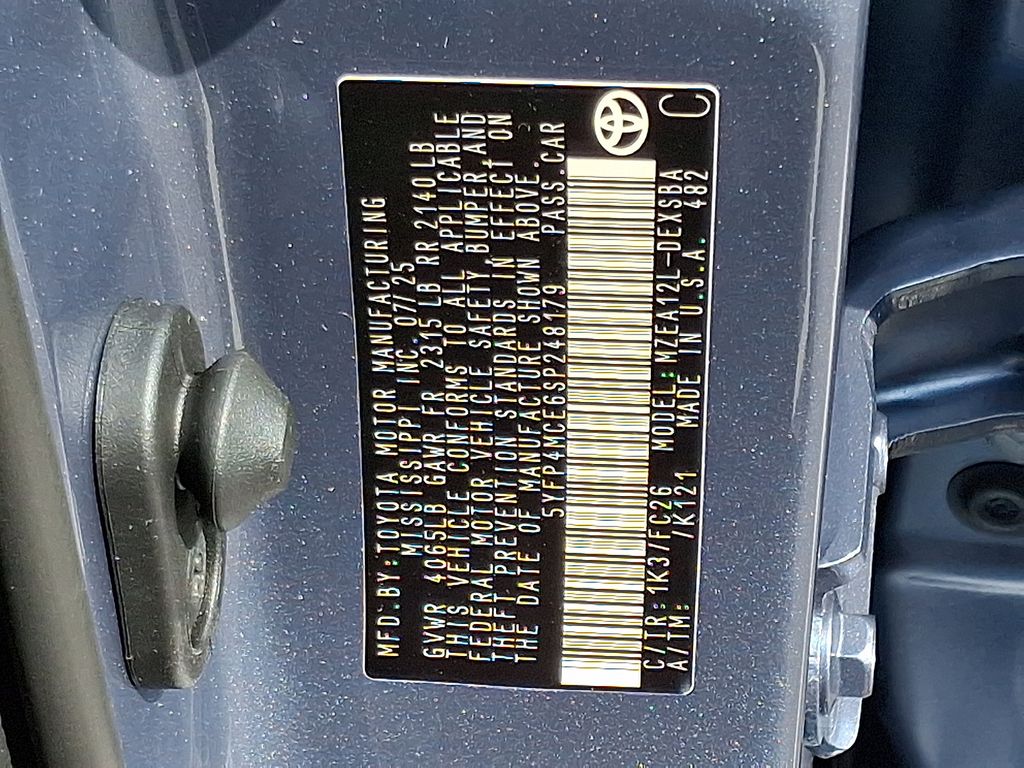 MFD.BY:TOYOTA MOTOR MANUFACTURING
MISSISSIPPI INC. 07/25
GVWR 4065LB GAWR FR 2315 LB RR 2140LB
THIS VEHICLE CONFORMS TO ALL APPLICABLE
FEDERAL MOTOR VEHICLE SAFETY,BUMPER,AND
THEFT PREVENTION STANDARDS IN EFFECT ON
THE DATE OF MANUFACTURE SHOWN ABOVE.
5YFP4MCE6SP248179 PASS.CAR
C/TR:1K3/FC26 MODEL:MZEA12L-DEXSBA
A/TM: /K121 MADE IN U.S.A. 482
C